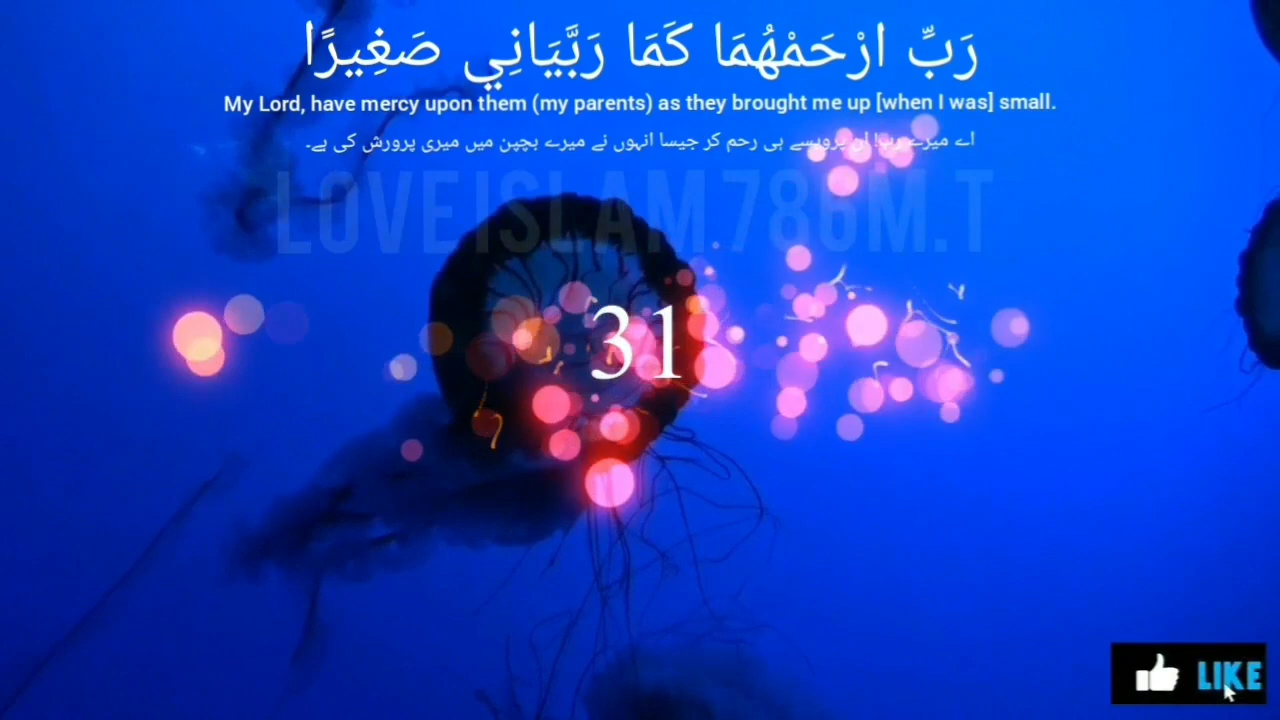 رَبِّ ارْحَمْهُمَا كَمَا رَبَّيَانِي صَغِيرًا
My Lord, have mercy upon them (my parents) as they brought me up [when I was] small.
اے میرے رب! ان پر ویسے ہی رحم کر جیسا انہوں نے میرے بچپن میں میری پرورش کی ہے۔
LOVE ISLAM.786M.T
31
LIKE